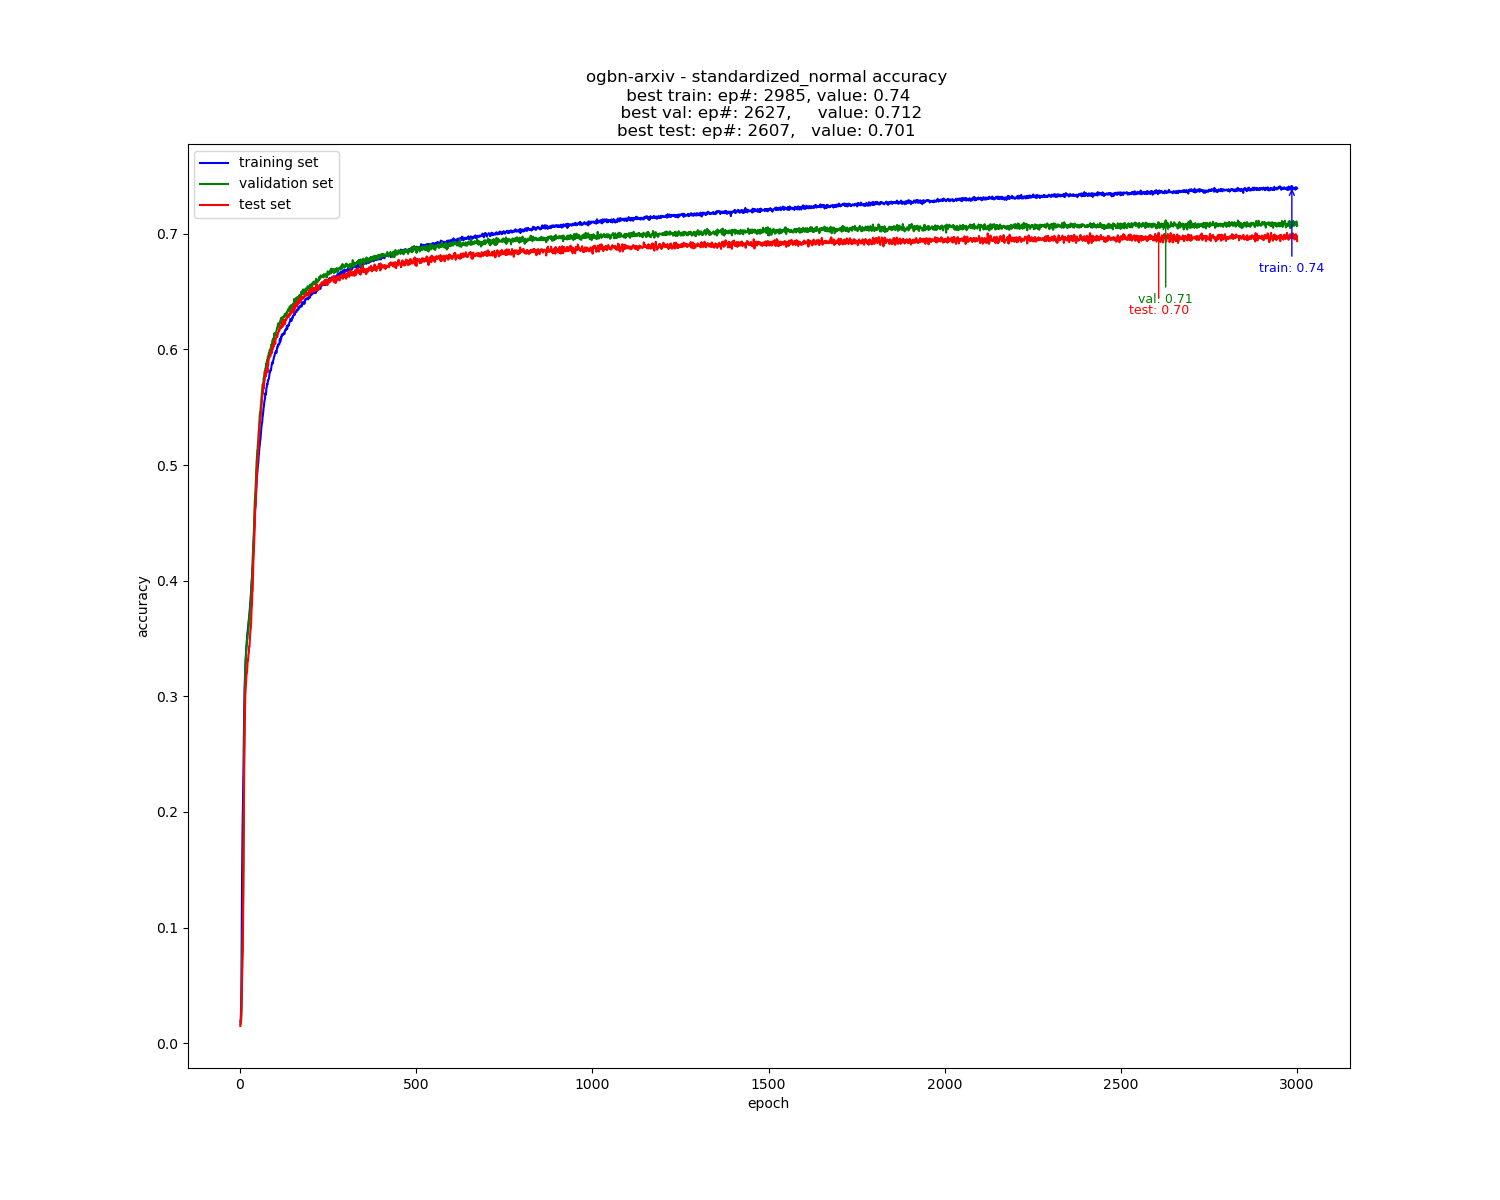 ogbn-arxiv - standardized_normal accuracy
best train: ep#: 2985, value: 0.74
best val: ep#: 2627, value: 0.712
best test: ep#: 2607, value: 0.701
training set
validation set
test set
0.7
0.6
0.5
0.4
0.3
0.2
0.1
0.0
accuracy
train: 0.74
val: 0.71
test: 0.70
0 500 1000 1500 2000 2500 3000
epoch